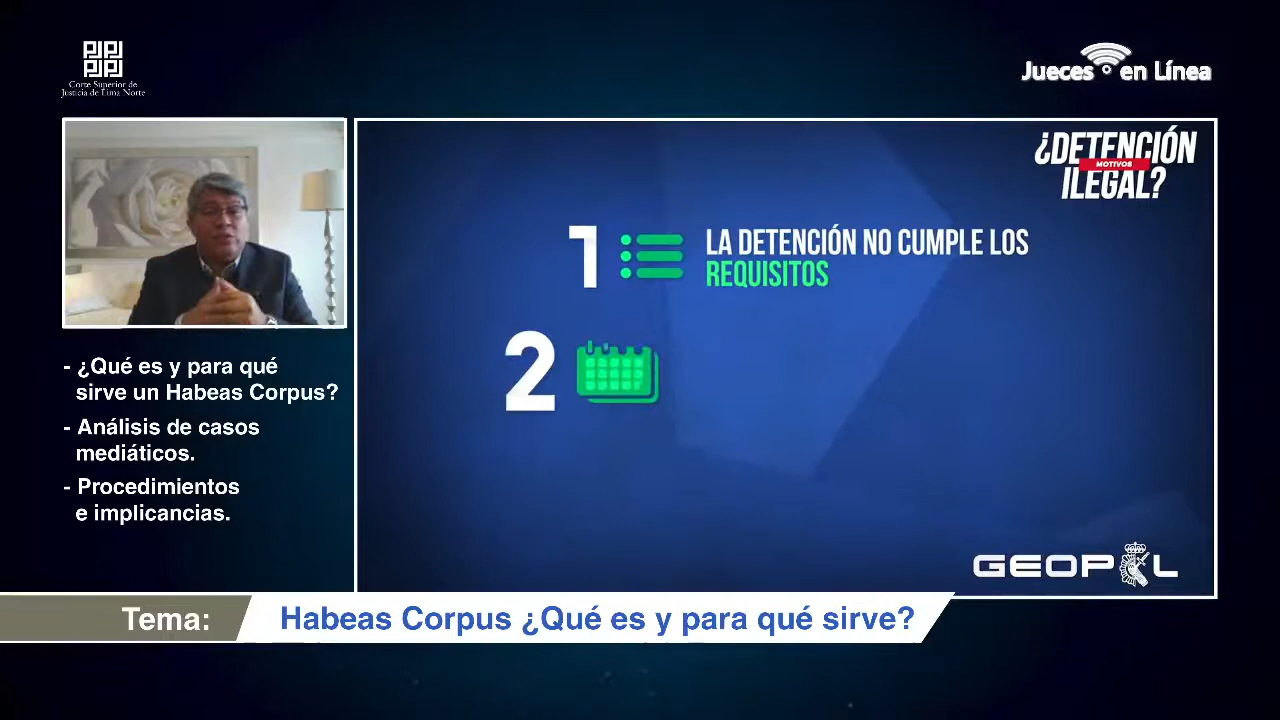 Corte Superior de
Justicia de Lima Norte
Jueces en Línea
¿DETENCIÓN
MOTIVOS
ILEGAL?
1 LA DETENCIÓN NO CUMPLE LOS
REQUISITOS
2
- ¿Qué es y para qué
sirve un Habeas Corpus?
- Análisis de casos
mediáticos.
- Procedimientos
e implicancias.
GEOPOL
Tema: Habeas Corpus ¿Qué es y para qué sirve?